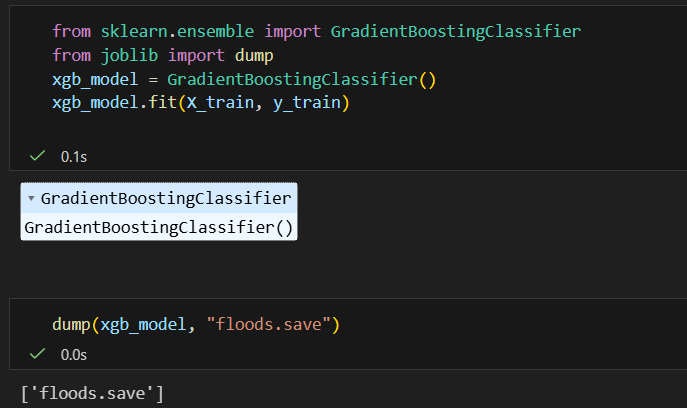 from sklearn.ensemble import GradientBoostingClassifier
from joblib import dump
xgb_model = GradientBoostingClassifier()
xgb_model.fit(X_train, y_train)
0.1s
GradientBoostingClassifier
GradientBoostingClassifier()
dump(xgb_model, "floods.save")
0.0s
['floods.save']